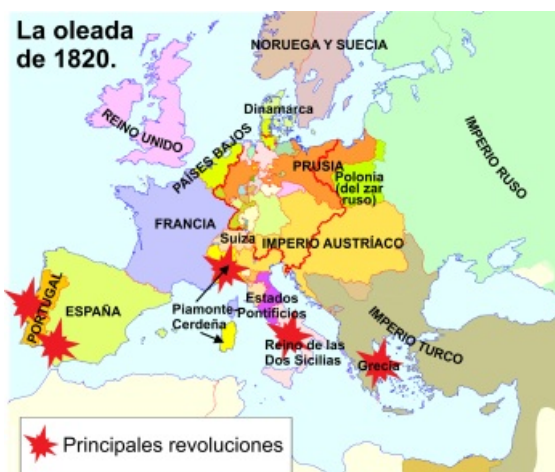 La oleada
de 1820.
NORUEGA Y SUECIA
REINO UNIDO
Dinamarca
PAÍSES BAJOS
PRUSIA
Polonia
(del zar
ruso)
IMPERIO RUSO
FRANCIA
Suiza
IMPERIO AUSTRÍACO
PORTUGAL
ESPAÑA
Piamonte-
Cerdeña
Estados
Pontificios
Reino de las
Dos Sicilias
IMPERIO TURCO
Grecia
Principales revoluciones